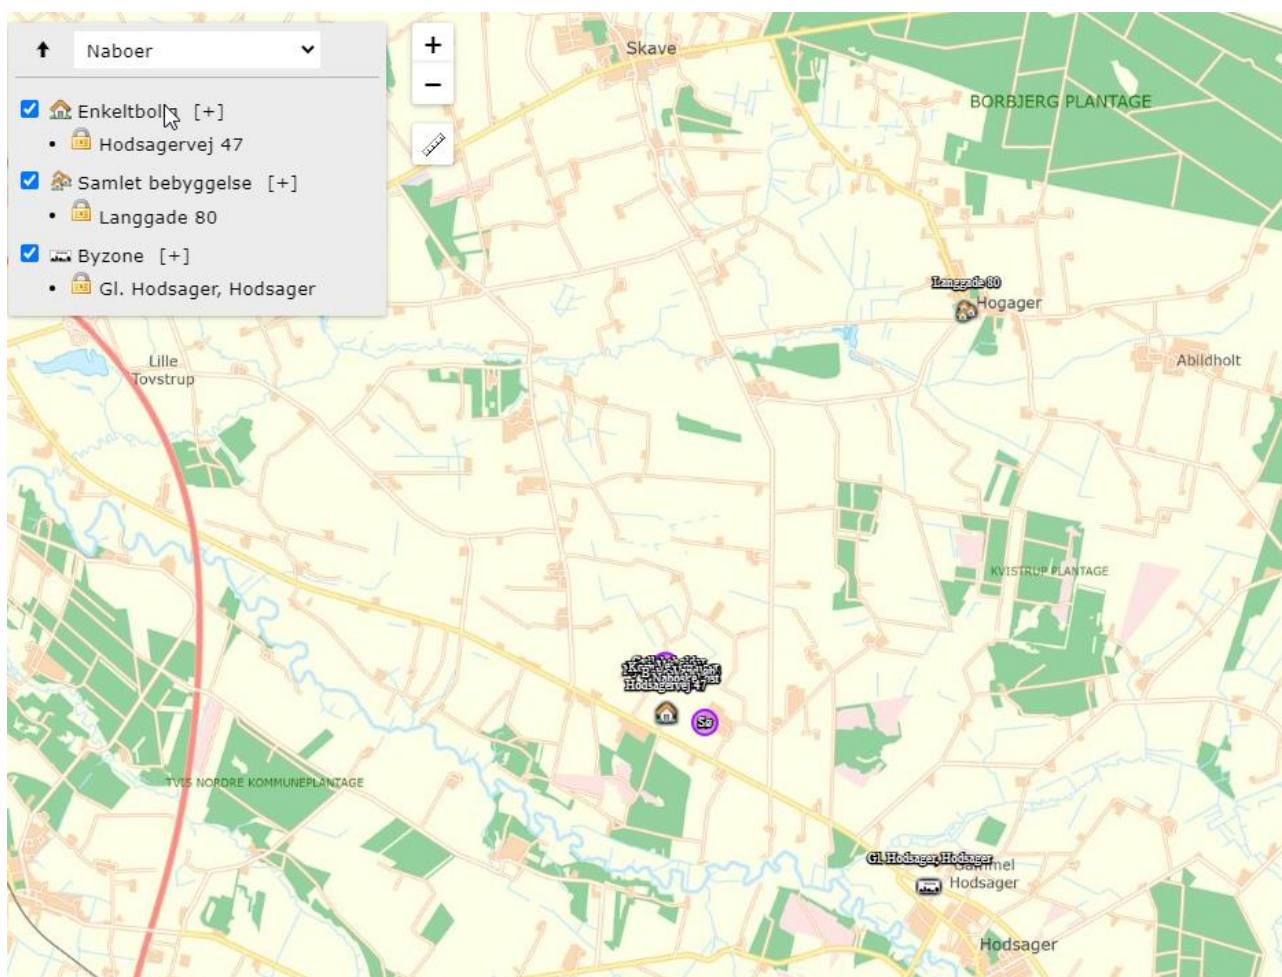 Naboer
Enkeltbolig [+]
Hodsagervej 47
Samlet bebyggelse [+]
Langgade 80
Byzone [+]
Gl. Hodsager, Hodsager
+
−
Skave
BORBJERG PLANTAGE
Langgade 80
Hogager
Abildholt
Lille
Tovstrup
KVISTRUP PLANTAGE
Hodsagervej 47
Sø
TVIS NORDRE KOMMUNEPLANTAGE
Gl. Hodsager, Hodsager
Gammel
Hodsager
Hodsager